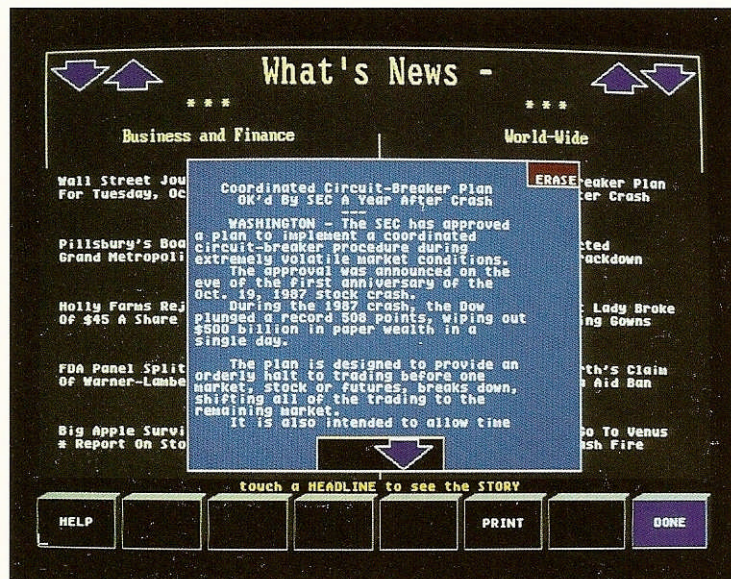 What's News -
* * *
* * *
Business and Finance
World-Wide
Wall Street Jou
For Tuesday, Oc
Pillsbury's Boa
Grand Metropoli
Holly Farms Rej
Of $45 A Share
FDA Panel Split
Of Warner-Lambe
Big Apple Survi
* Report On Sto
ERASE
Coordinated Circuit-Breaker Plan
OK'd By SEC A Year After Crash
---
WASHINGTON - The SEC has approved
a plan to implement a coordinated
circuit-breaker procedure during
extremely volatile market conditions.
The approval was announced on the
eve of the first anniversary of the
Oct. 19, 1987 stock crash.
During the 1987 crash, the Dow
plunged a record 508 points, wiping out
$500 billion in paper wealth in a
single day.
The plan is designed to provide an
orderly halt to trading before one
market, stock or futures, breaks down,
shifting all of the trading to the
remaining market.
It is also intended to allow time
reaker Plan
ter Crash
cted
rackdown
t Lady Broke
ing Gowns
rth's Claim
Aid Ban
o To Venus
sh Fire
touch a HEADLINE to see the STORY
HELP
PRINT
DONE